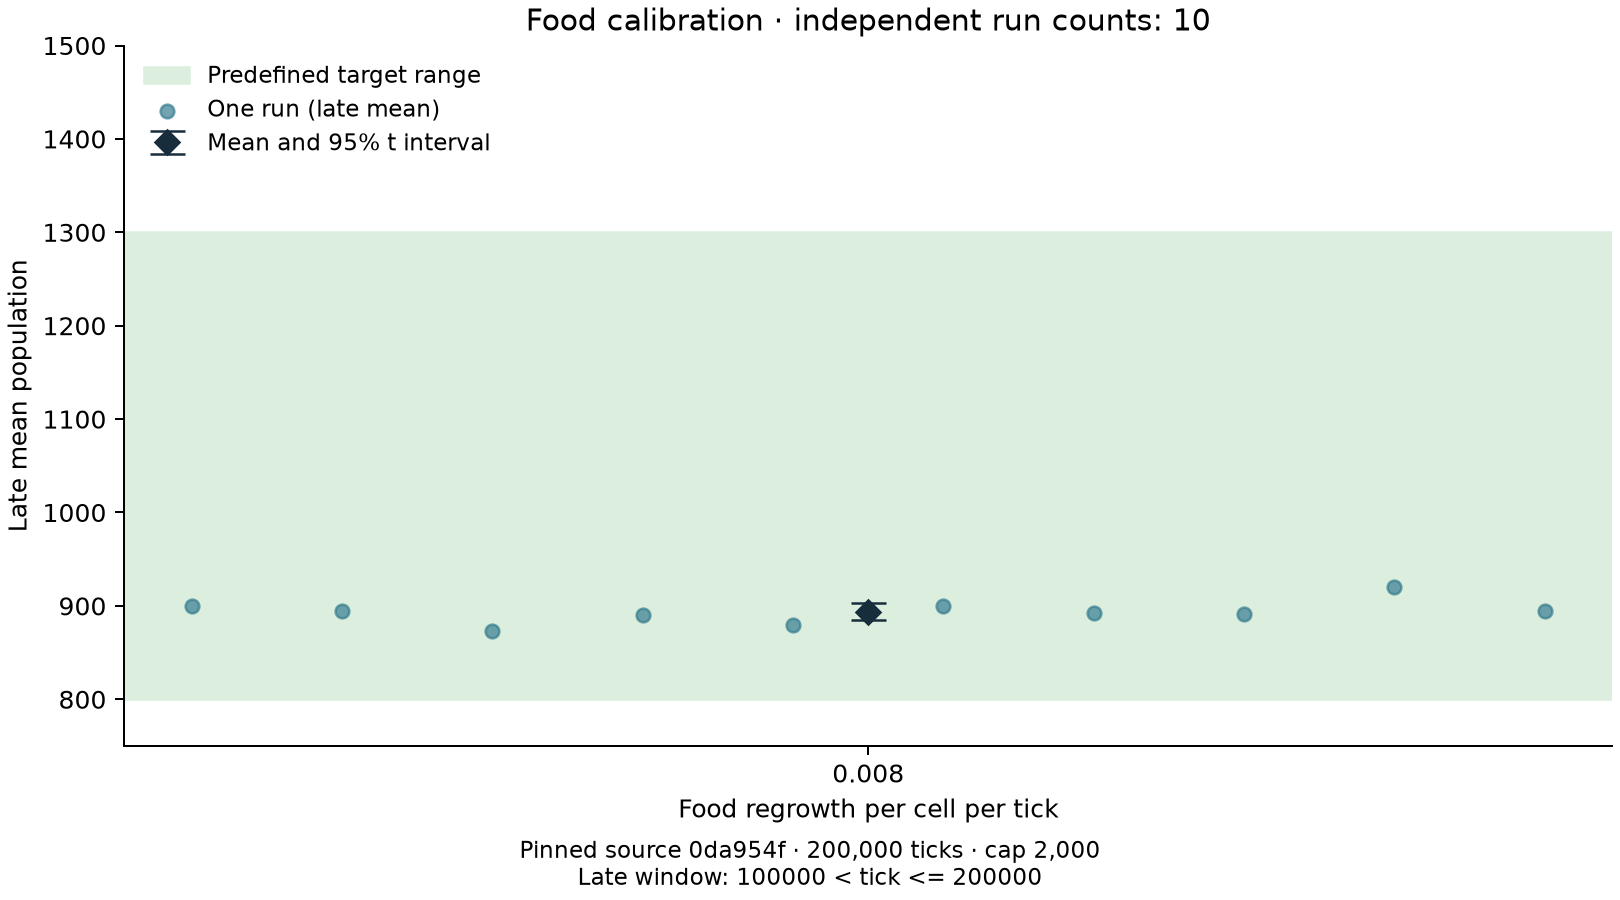 Food calibration · independent run counts: 10
1500
1400
1300
1200
1100
1000
900
800
Late mean population
Predefined target range
One run (late mean)
Mean and 95% t interval
0.008
Food regrowth per cell per tick
Pinned source 0da954f · 200,000 ticks · cap 2,000
Late window: 100000 < tick <= 200000